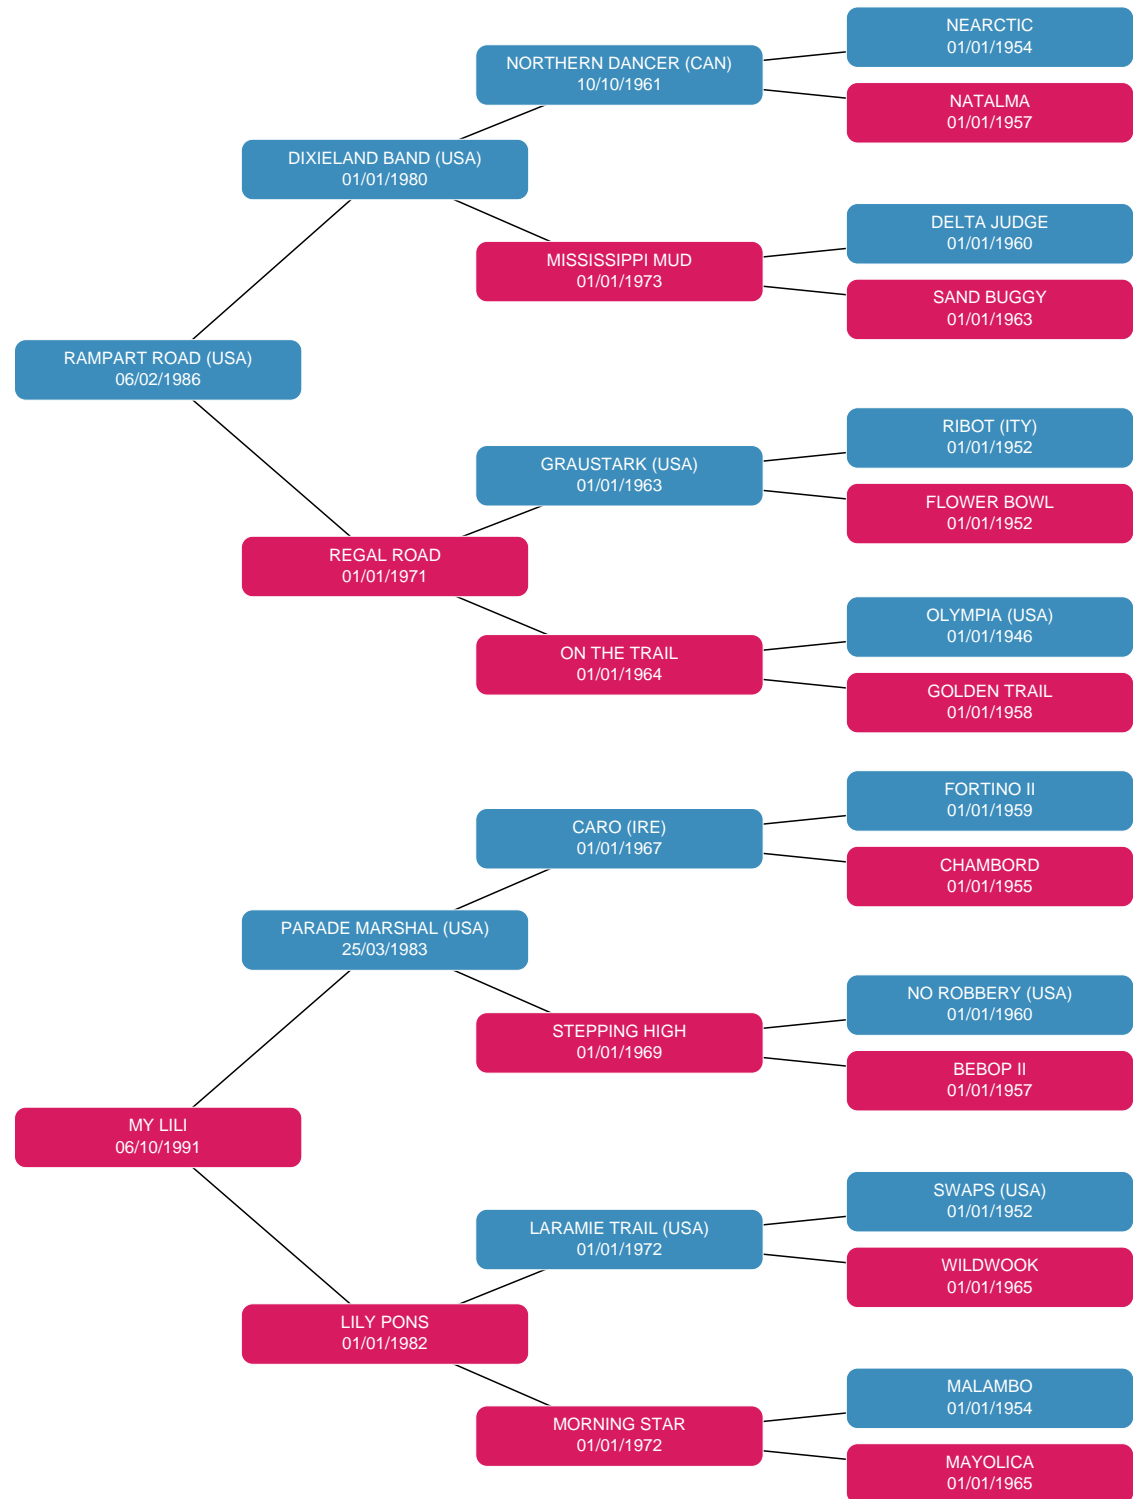 NEARCTIC
01/01/1954
NORTHERN DANCER (CAN)
10/10/1961
NATALMA
01/01/1957
DIXIELAND BAND (USA)
01/01/1980
DELTA JUDGE
01/01/1960
MISSISSIPPI MUD
01/01/1973
SAND BUGGY
01/01/1963
RAMPART ROAD (USA)
06/02/1986
RIBOT (ITY)
01/01/1952
GRAUSTARK (USA)
01/01/1963
FLOWER BOWL
01/01/1952
REGAL ROAD
01/01/1971
OLYMPIA (USA)
01/01/1946
ON THE TRAIL
01/01/1964
GOLDEN TRAIL
01/01/1958
FORTINO II
01/01/1959
CARO (IRE)
01/01/1967
CHAMBORD
01/01/1955
PARADE MARSHAL (USA)
25/03/1983
NO ROBBERY (USA)
01/01/1960
STEPPING HIGH
01/01/1969
BEBOP II
01/01/1957
MY LILI
06/10/1991
SWAPS (USA)
01/01/1952
LARAMIE TRAIL (USA)
01/01/1972
WILDWOOK
01/01/1965
LILY PONS
01/01/1982
MALAMBO
01/01/1954
MORNING STAR
01/01/1972
MAYOLICA
01/01/1965